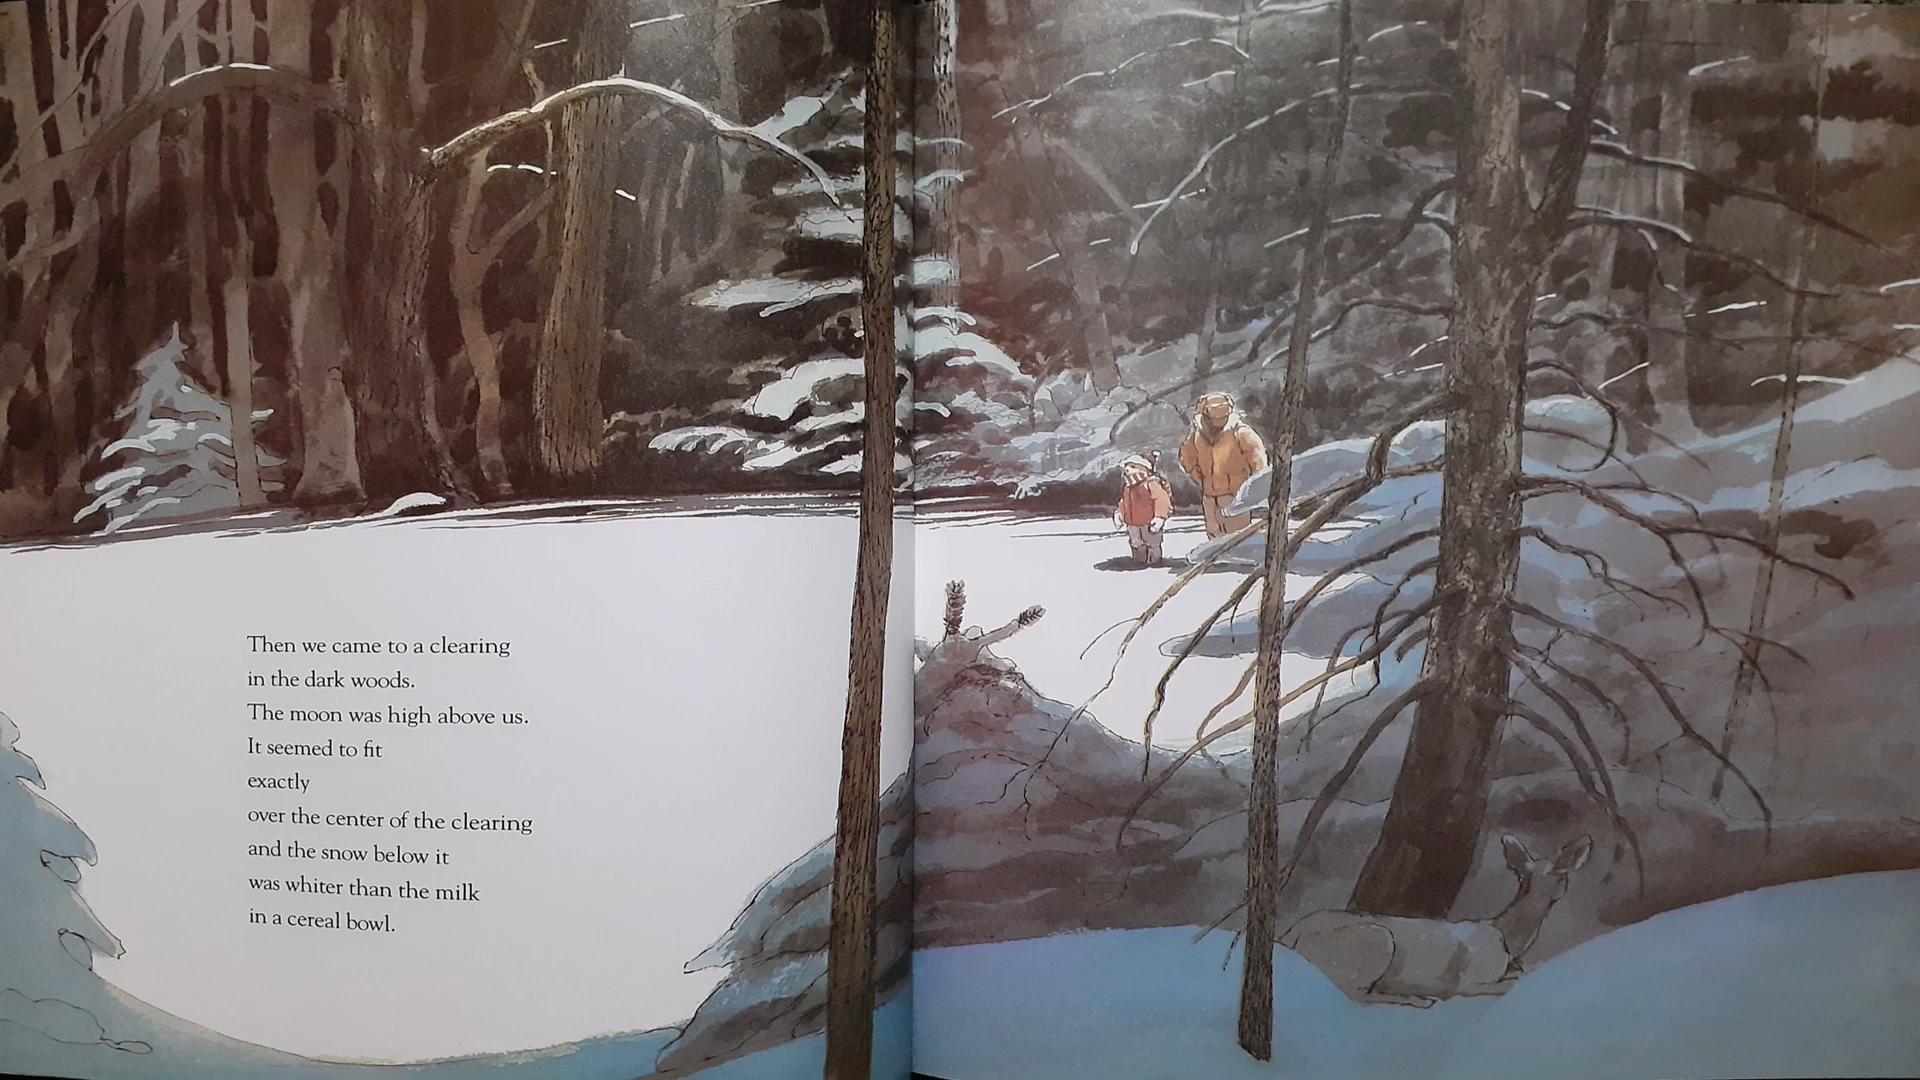 Then we came to a clearing
in the dark woods.
The moon was high above us.
It seemed to fit
exactly
over the center of the clearing
and the snow below it
was whiter than the milk
in a cereal bowl.